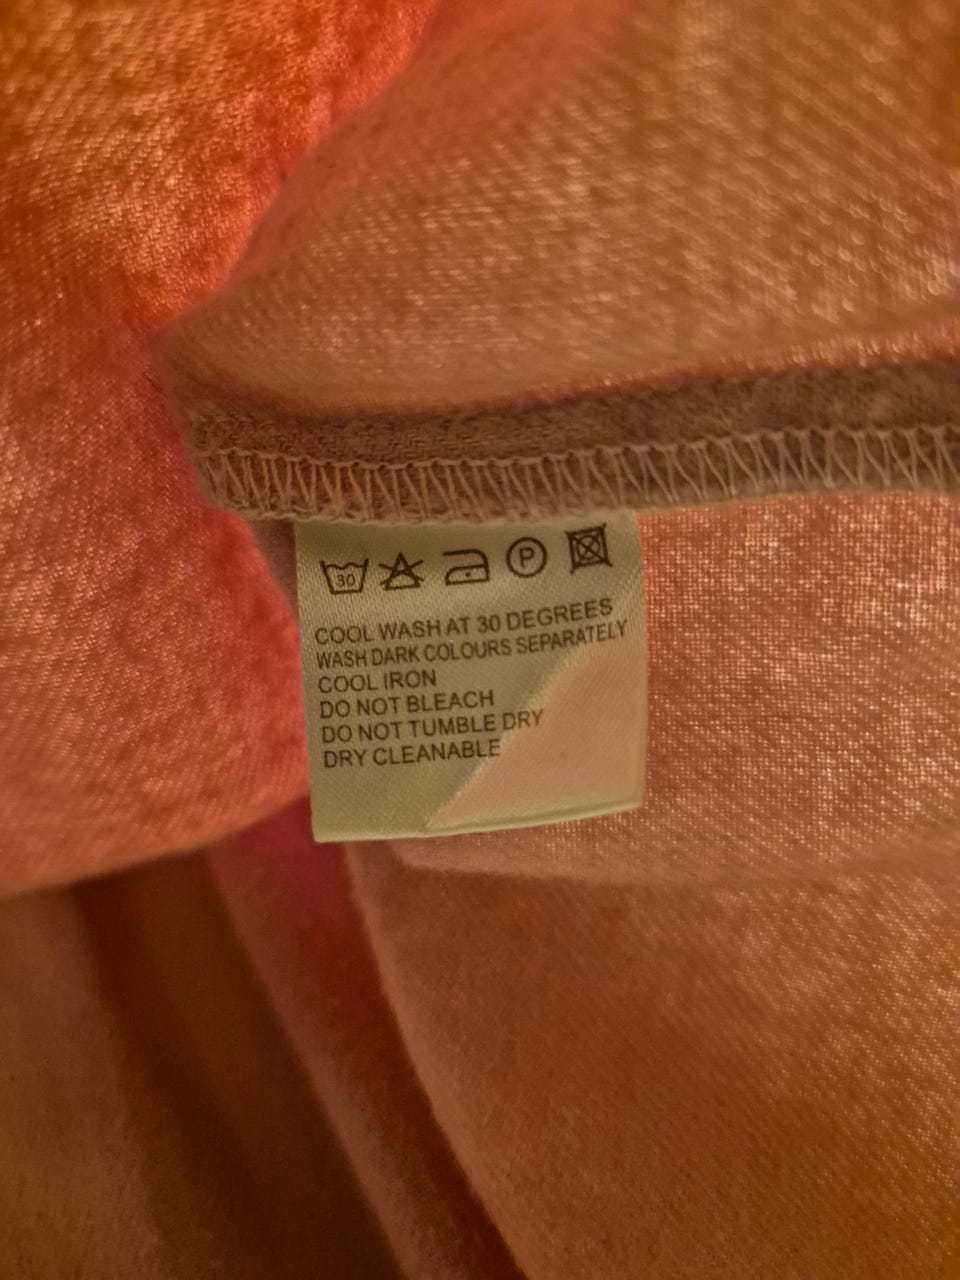 30 P
COOL WASH AT 30 DEGREES
WASH DARK COLOURS SEPARATELY
COOL IRON
DO NOT BLEACH
DO NOT TUMBLE DRY
DRY CLEANABLE